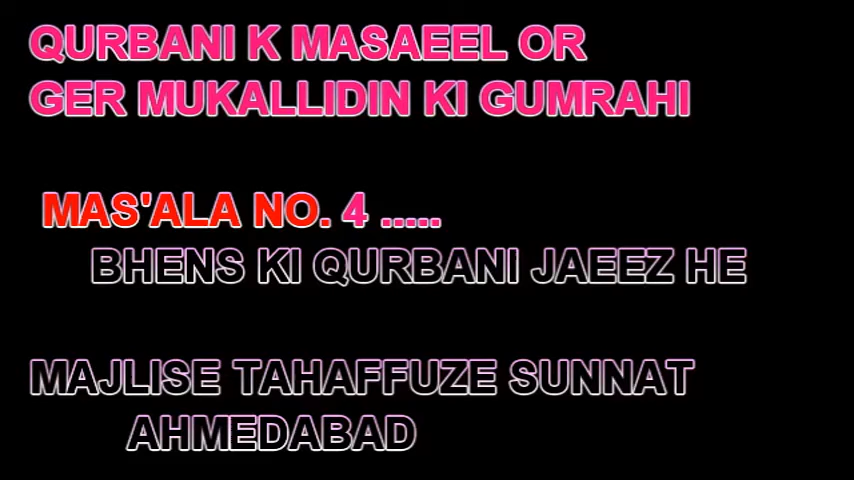 QURBANI K MASAEEL OR
GER MUKALLIDIN KI GUMRAHI
MAS'ALA NO. 4 .....
BHENS KI QURBANI JAEEZ HE
MAJLISE TAHAFFUZE SUNNAT
AHMEDABAD